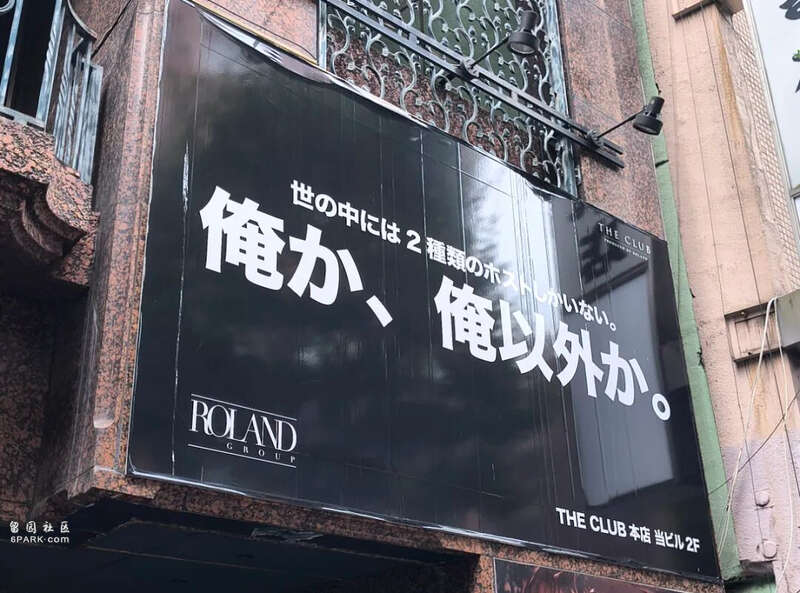 世の中には2種類のホストしかいない。
俺か、俺以外か。
THE CLUB
ROLAND
GROUP
THE CLUB 本店 当ビル2F
留园社区
6PARK.com